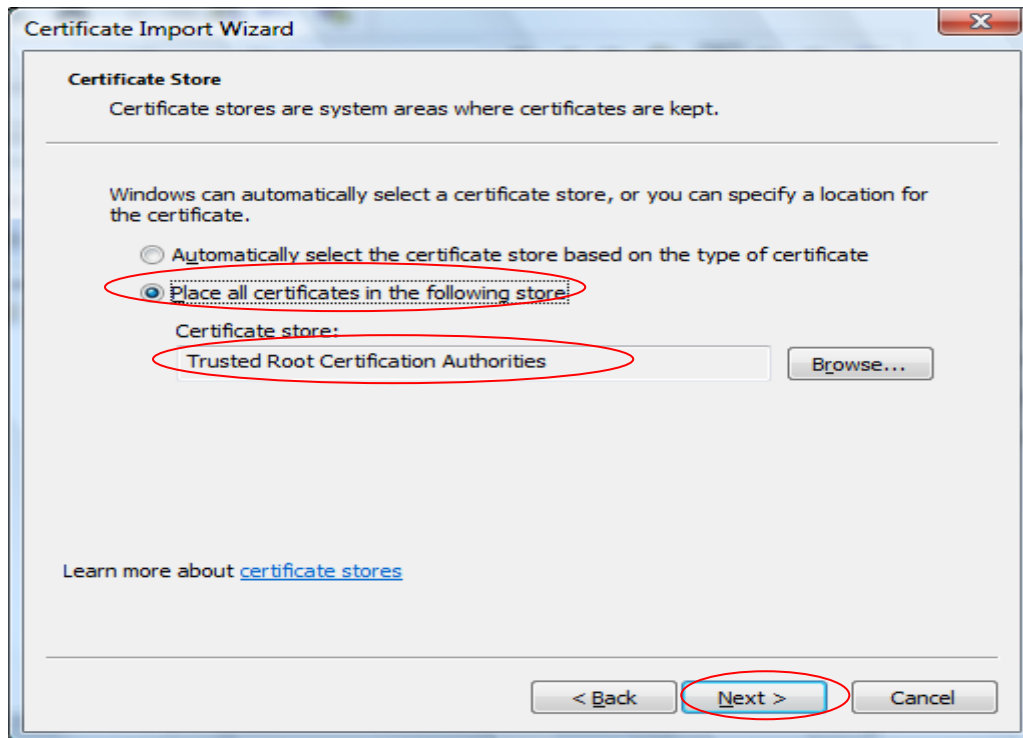 Certificate Import Wizard
Certificate Store
Certificate stores are system areas where certificates are kept.
Windows can automatically select a certificate store, or you can specify a location for
the certificate.
Automatically select the certificate store based on the type of certificate
Place all certificates in the following store
Certificate store:
Trusted Root Certification Authorities
Browse...
Learn more about certificate stores
< Back
Next >
Cancel